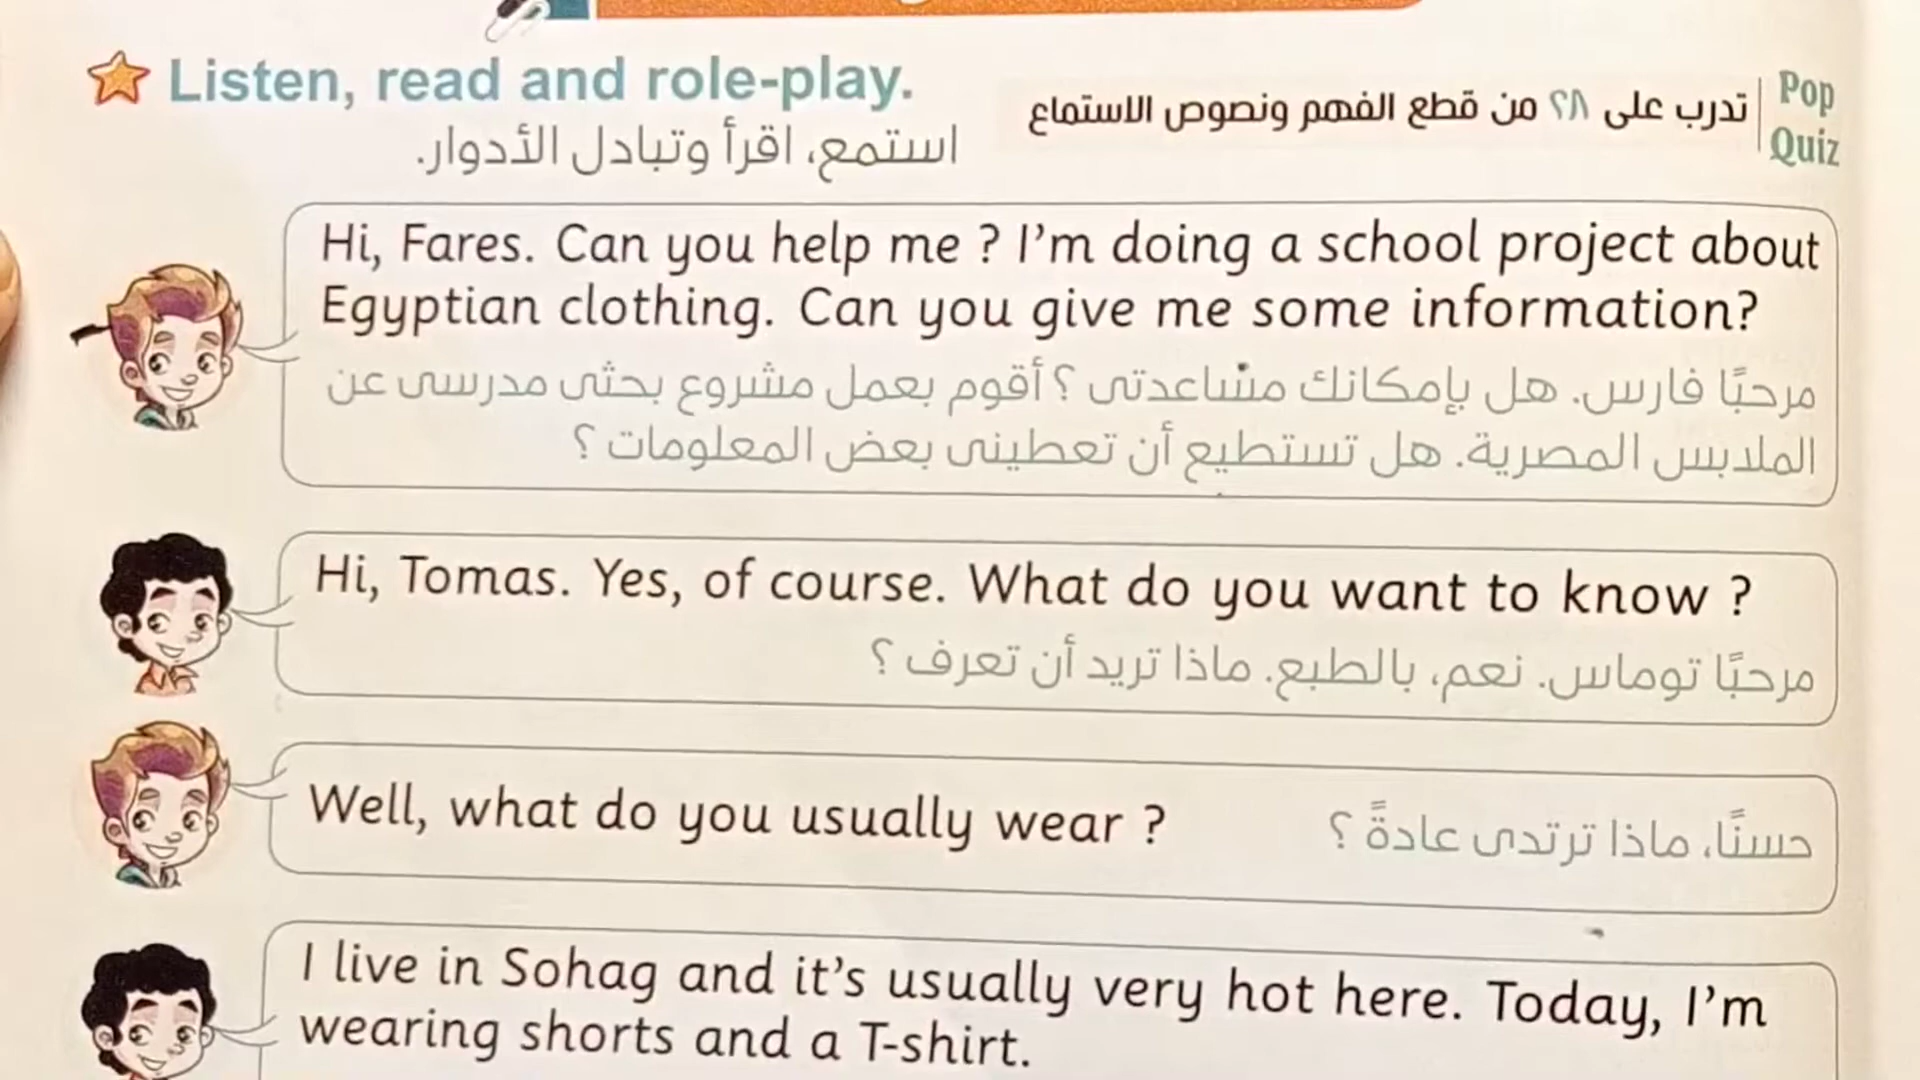 Listen, read and role-play.
استمع، اقرأ وتبادل الأدوار.
Pop
Quiz
تدرب على ٢٨ من قطع الفهم ونصوص الاستماع
Hi, Fares. Can you help me ? I'm doing a school project about
Egyptian clothing. Can you give me some information?
مرحبًا فارس. هل بإمكانك مساعدتى ؟ أقوم بعمل مشروع بحثى مدرسى عن
الملابس المصرية. هل تستطيع أن تعطينى بعض المعلومات ؟
Hi, Tomas. Yes, of course. What do you want to know ?
مرحبًا توماس. نعم، بالطبع. ماذا تريد أن تعرف ؟
Well, what do you usually wear ?
حسنًا، ماذا ترتدى عادةً ؟
I live in Sohag and it's usually very hot here. Today, I'm
wearing shorts and a T-shirt.